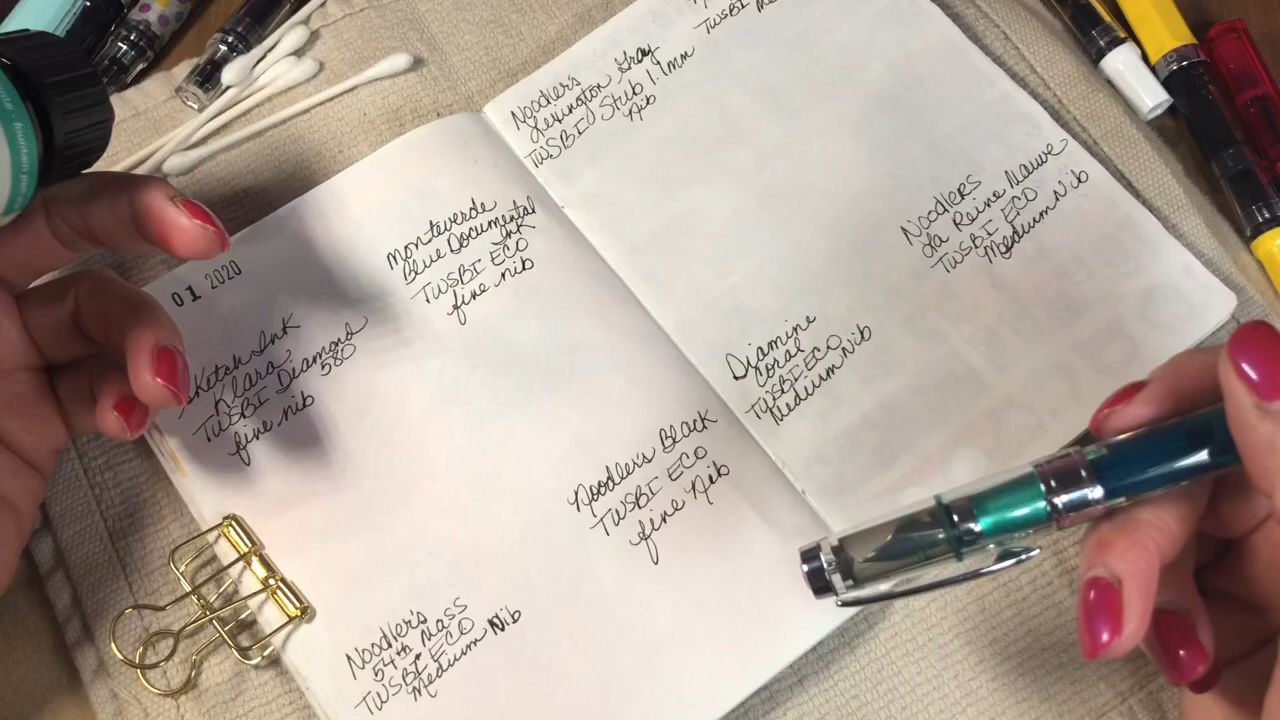 01 2020
Sketch Ink
Klara
TWSBI Diamond
580
fine nib
Monteverde
Blue Documental
Ink
TWSBI ECO
fine nib
Noodler's Black
TWSBI ECO
fine Nib
Noodler's
54th Mass
TWSBI ECO
Medium Nib
TWSBI
Noodler's
Lexington Gray
TWSBI Stub 1.1mm
Nib
Noodlers
La Reine Mauve
TWSBI ECO
Medium Nib
Diamine
Coral
TWSBI ECO
Medium Nib
fountain